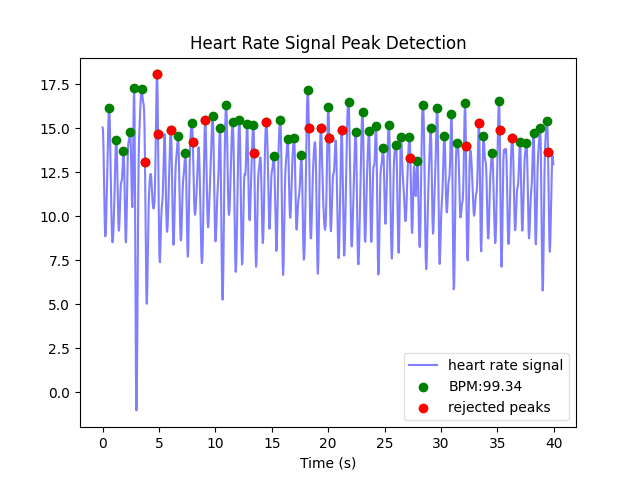 Heart Rate Signal Peak Detection
17.5
15.0
12.5
10.0
7.5
5.0
2.5
0.0
heart rate signal
BPM:99.34
rejected peaks
0 5 10 15 20 25 30 35 40
Time (s)